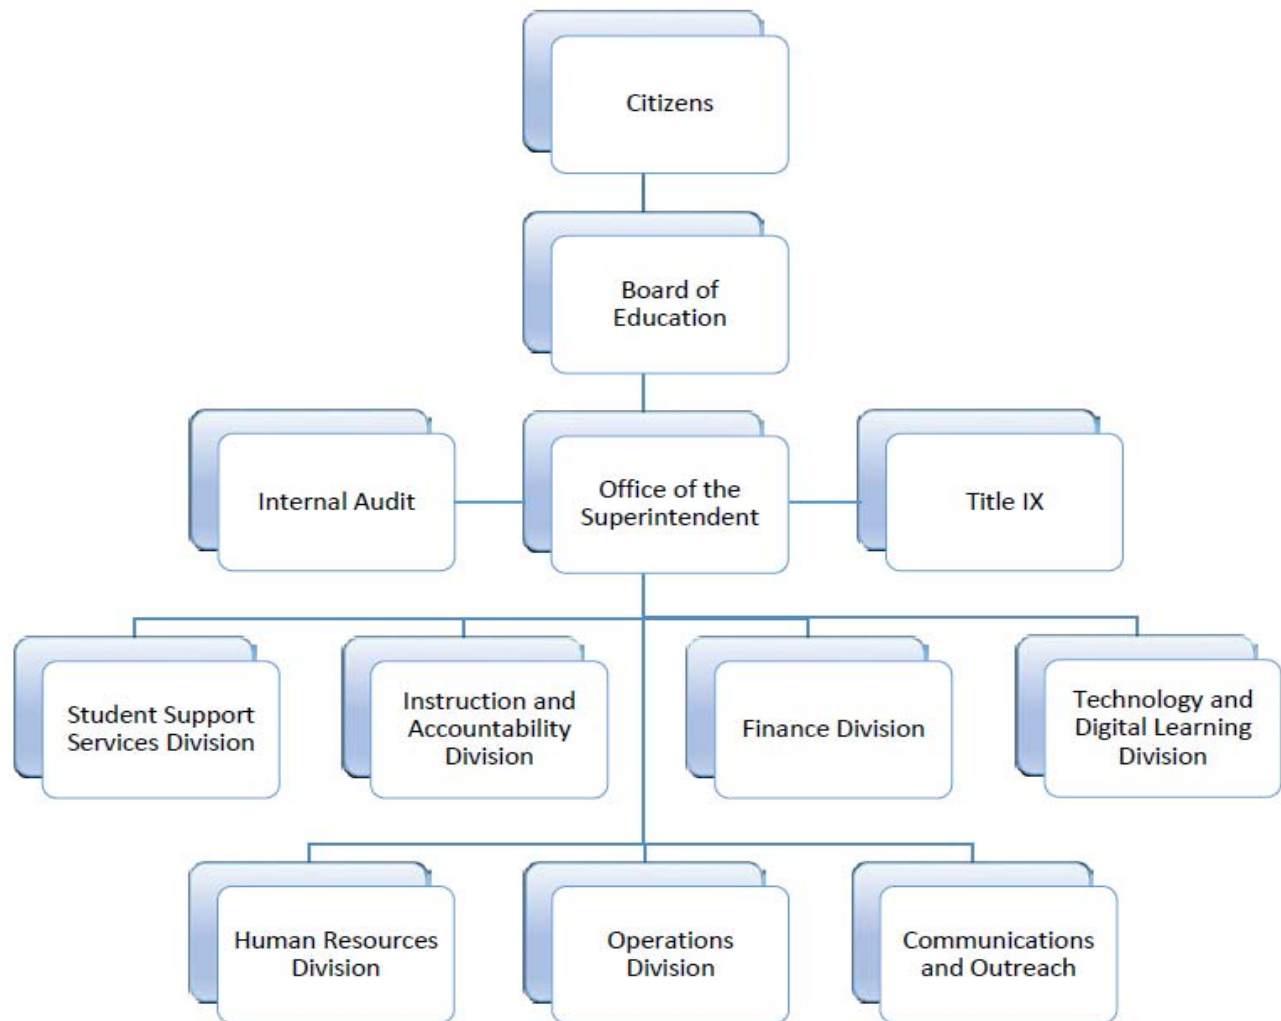 Citizens
Board of
Education
Internal Audit
Office of the
Superintendent
Title IX
Student Support
Services Division
Instruction and
Accountability
Division
Finance Division
Technology and
Digital Learning
Division
Human Resources
Division
Operations
Division
Communications
and Outreach